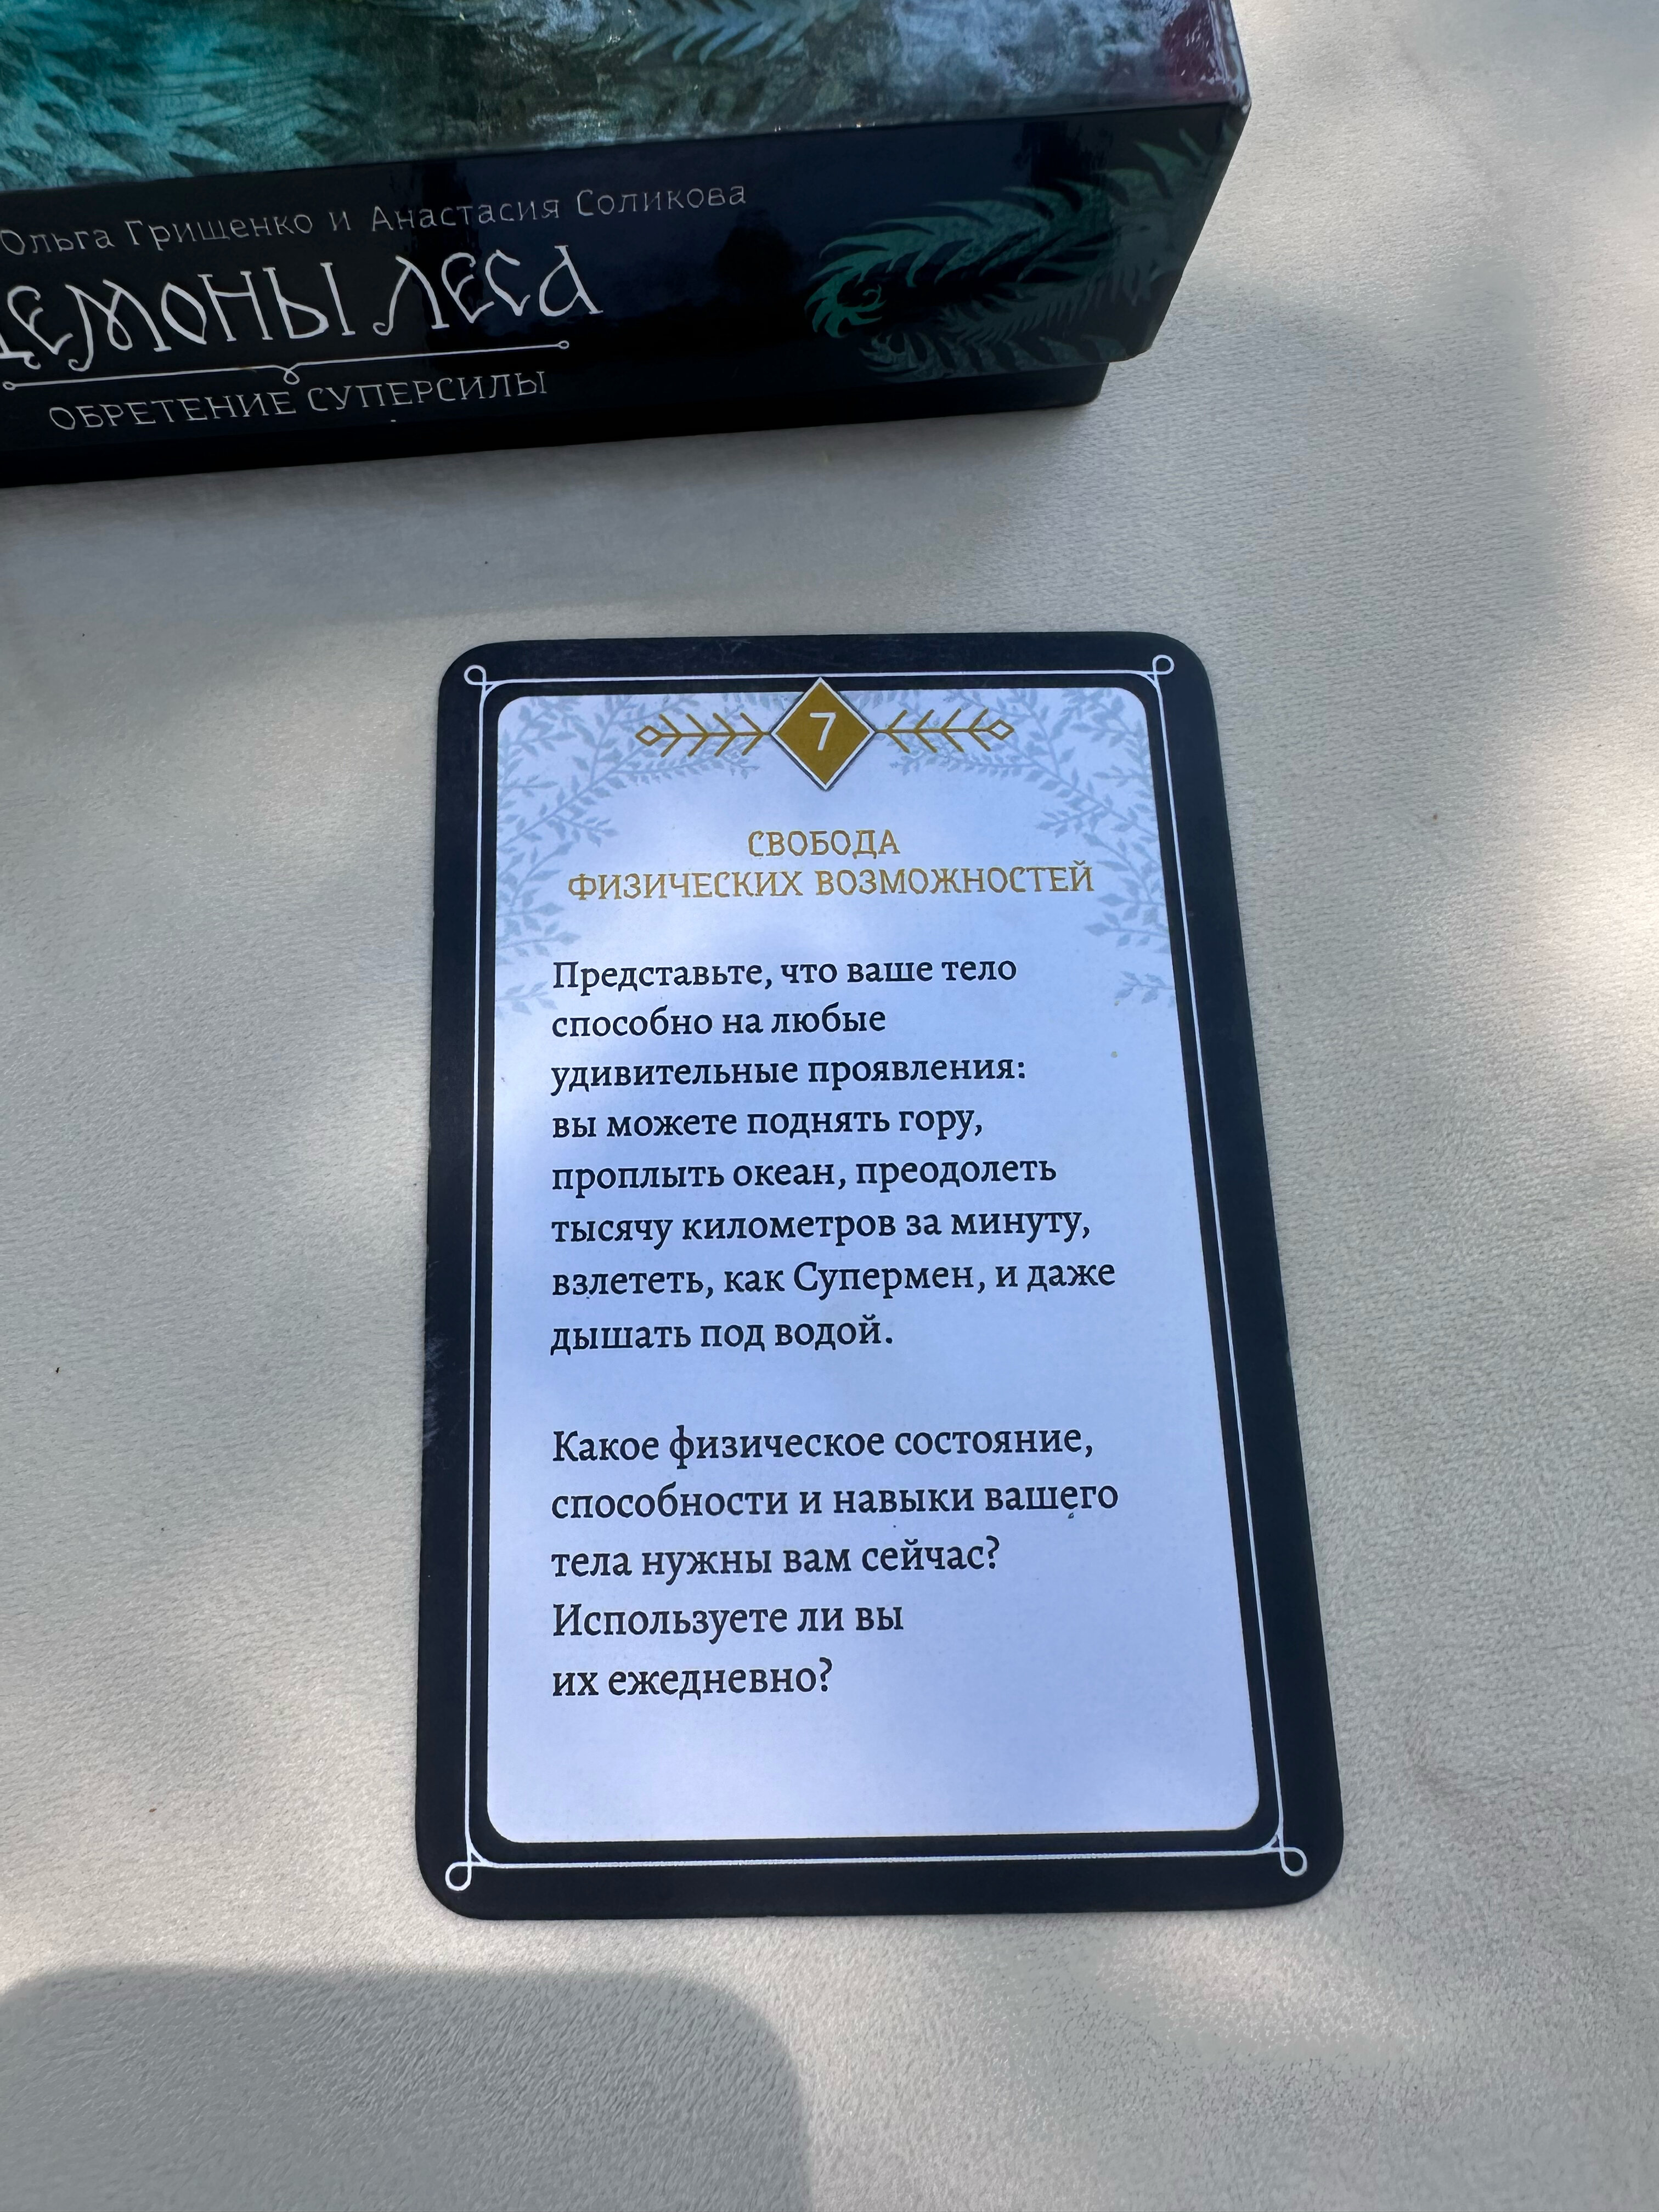 Ольга Грищенко и Анастасия Соликова
ДЕМОНЫ ЛЕСА
ОБРЕТЕНИЕ СУПЕРСИЛЫ
7
СВОБОДА
ФИЗИЧЕСКИХ ВОЗМОЖНОСТЕЙ
Представьте, что ваше тело
способно на любые
удивительные проявления:
вы можете поднять гору,
проплыть океан, преодолеть
тысячу километров за минуту,
взлететь, как Супермен, и даже
дышать под водой.
Какое физическое состояние,
способности и навыки вашего
тела нужны вам сейчас?
Используете ли вы
их ежедневно?